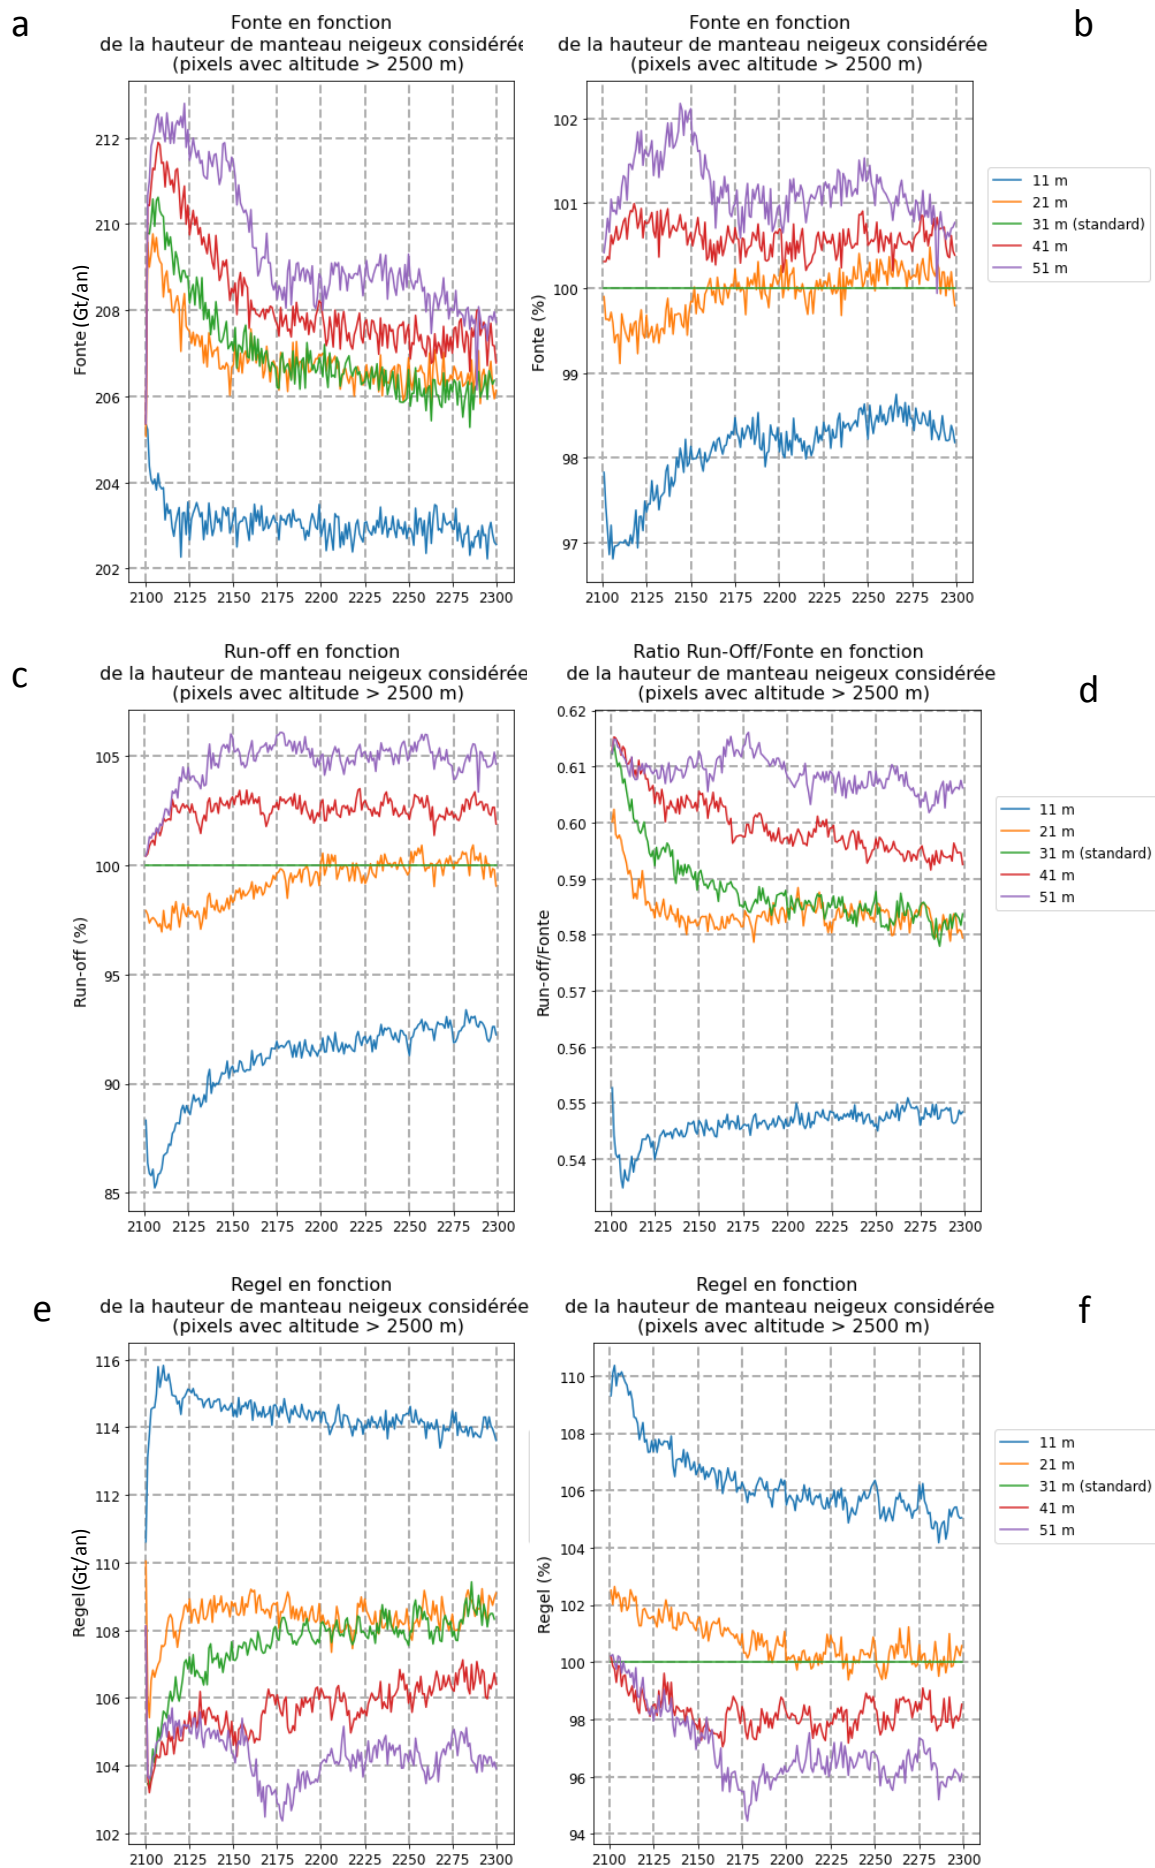 a
Fonte en fonction
de la hauteur de manteau neigeux considérée
(pixels avec altitude > 2500 m)
Fonte (Gt/an)
212
210
208
206
204
202
2100 2125 2150 2175 2200 2225 2250 2275 2300
b
Fonte en fonction
de la hauteur de manteau neigeux considérée
(pixels avec altitude > 2500 m)
Fonte (%)
102
101
100
99
98
97
2100 2125 2150 2175 2200 2225 2250 2275 2300
11 m
21 m
31 m (standard)
41 m
51 m
c
Run-off en fonction
de la hauteur de manteau neigeux considérée
(pixels avec altitude > 2500 m)
Run-off (%)
105
100
95
90
85
2100 2125 2150 2175 2200 2225 2250 2275 2300
d
Ratio Run-Off/Fonte en fonction
de la hauteur de manteau neigeux considérée
(pixels avec altitude > 2500 m)
Run-off/Fonte
0.62
0.61
0.60
0.59
0.58
0.57
0.56
0.55
0.54
2100 2125 2150 2175 2200 2225 2250 2275 2300
11 m
21 m
31 m (standard)
41 m
51 m
e
Regel en fonction
de la hauteur de manteau neigeux considérée
(pixels avec altitude > 2500 m)
Regel (Gt/an)
116
114
112
110
108
106
104
102
2100 2125 2150 2175 2200 2225 2250 2275 2300
f
Regel en fonction
de la hauteur de manteau neigeux considérée
(pixels avec altitude > 2500 m)
Regel (%)
110
108
106
104
102
100
98
96
94
2100 2125 2150 2175 2200 2225 2250 2275 2300
11 m
21 m
31 m (standard)
41 m
51 m